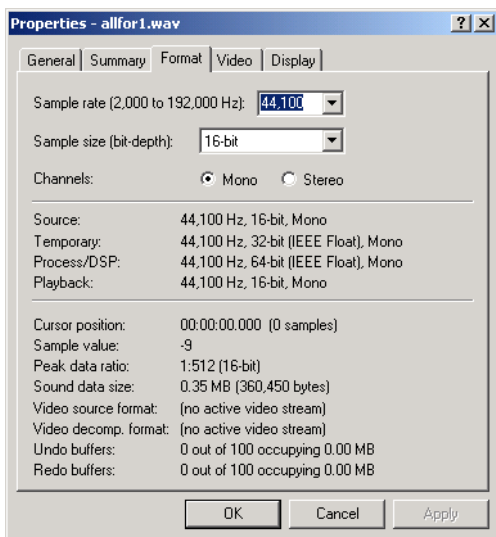 Properties - allfor1.wav
General Summary Format Video Display
Sample rate (2,000 to 192,000 Hz): 44,100
Sample size (bit-depth): 16-bit
Channels: Mono Stereo
Source: 44,100 Hz, 16-bit, Mono
Temporary: 44,100 Hz, 32-bit (IEEE Float), Mono
Process/DSP: 44,100 Hz, 64-bit (IEEE Float), Mono
Playback: 44,100 Hz, 16-bit, Mono
Cursor position: 00:00:00.000 (0 samples)
Sample value: -9
Peak data ratio: 1:512 (16-bit)
Sound data size: 0.35 MB (360,450 bytes)
Video source format: (no active video stream)
Video decomp. format: (no active video stream)
Undo buffers: 0 out of 100 occupying 0.00 MB
Redo buffers: 0 out of 100 occupying 0.00 MB
OK Cancel Apply